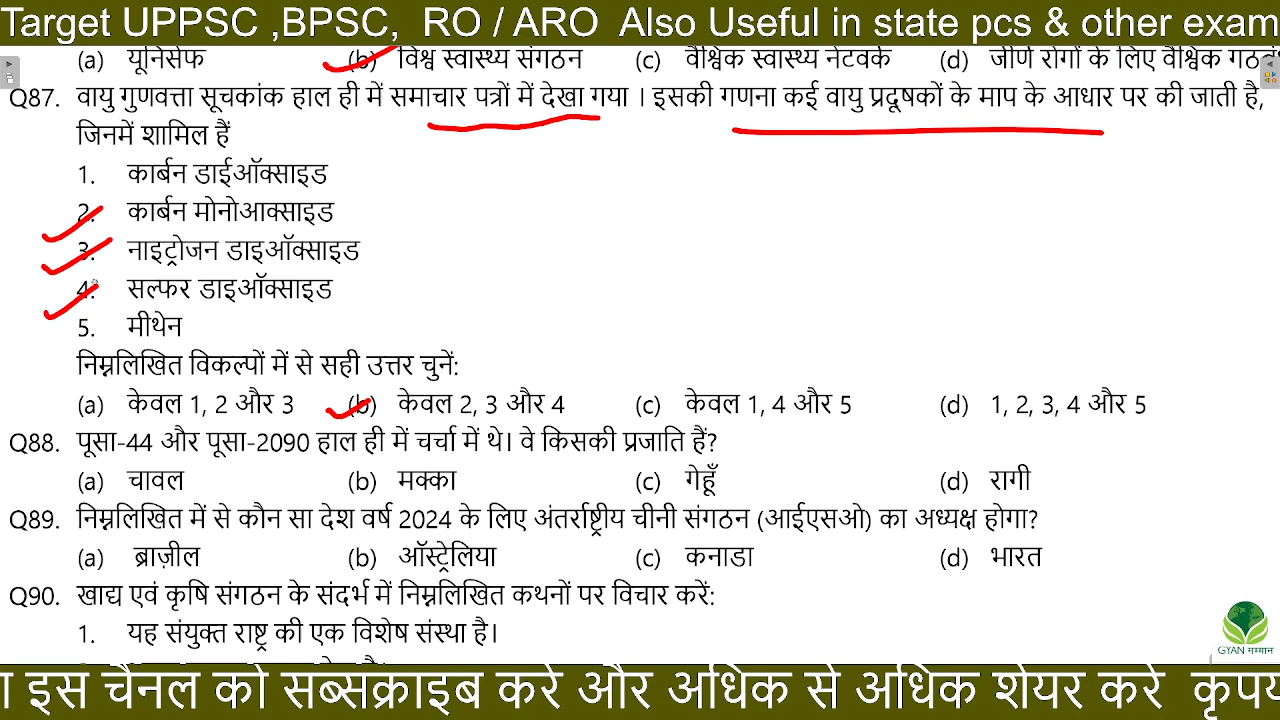 Target UPPSC ,BPSC, RO / ARO Also Useful in state pcs & other exam
(a) यूनिसेफ (b) विश्व स्वास्थ्य संगठन (c) वैश्विक स्वास्थ्य नेटवर्क (d) जीर्ण रोगों के लिए वैश्विक
Q87. वायु गुणवत्ता सूचकांक हाल ही में समाचार पत्रों में देखा गया । इसकी गणना कई वायु प्रदूषकों के माप के आधार पर की जाती है,
जिनमें शामिल हैं
1. कार्बन डाईऑक्साइड
2. कार्बन मोनोआक्साइड
3. नाइट्रोजन डाइऑक्साइड
4. सल्फर डाइऑक्साइड
5. मीथेन
निम्नलिखित विकल्पों में से सही उत्तर चुनें:
(a) केवल 1, 2 और 3 (b) केवल 2, 3 और 4 (c) केवल 1, 4 और 5 (d) 1, 2, 3, 4 और 5
Q88. पूसा-44 और पूसा-2090 हाल ही में चर्चा में थे। वे किसकी प्रजाति हैं?
(a) चावल (b) मक्का (c) गेहूँ (d) रागी
Q89. निम्नलिखित में से कौन सा देश वर्ष 2024 के लिए अंतर्राष्ट्रीय चीनी संगठन (आईएसओ) का अध्यक्ष होगा?
(a) ब्राज़ील (b) ऑस्ट्रेलिया (c) कनाडा (d) भारत
Q90. खाद्य एवं कृषि संगठन के संदर्भ में निम्नलिखित कथनों पर विचार करें:
1. यह संयुक्त राष्ट्र की एक विशेष संस्था है।
GYAN सम्मान
इस चैनल को सब्सक्राइब करे और अधिक से अधिक शेयर करे